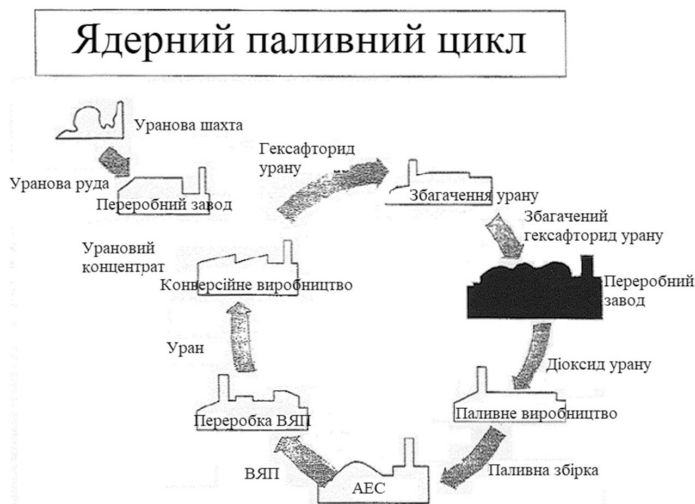 Ядерний паливний цикл
Уранова шахта
Уранова руда
Переробний завод
Гексафторид
урану
Збагачення урану
Збагачений
гексафторид урану
Урановий
концентрат
Конверсійне виробництво
Переробний
завод
Уран
Діоксид урану
Переробка ВЯП
Паливне виробництво
ВЯП
АЕС
Паливна збірка